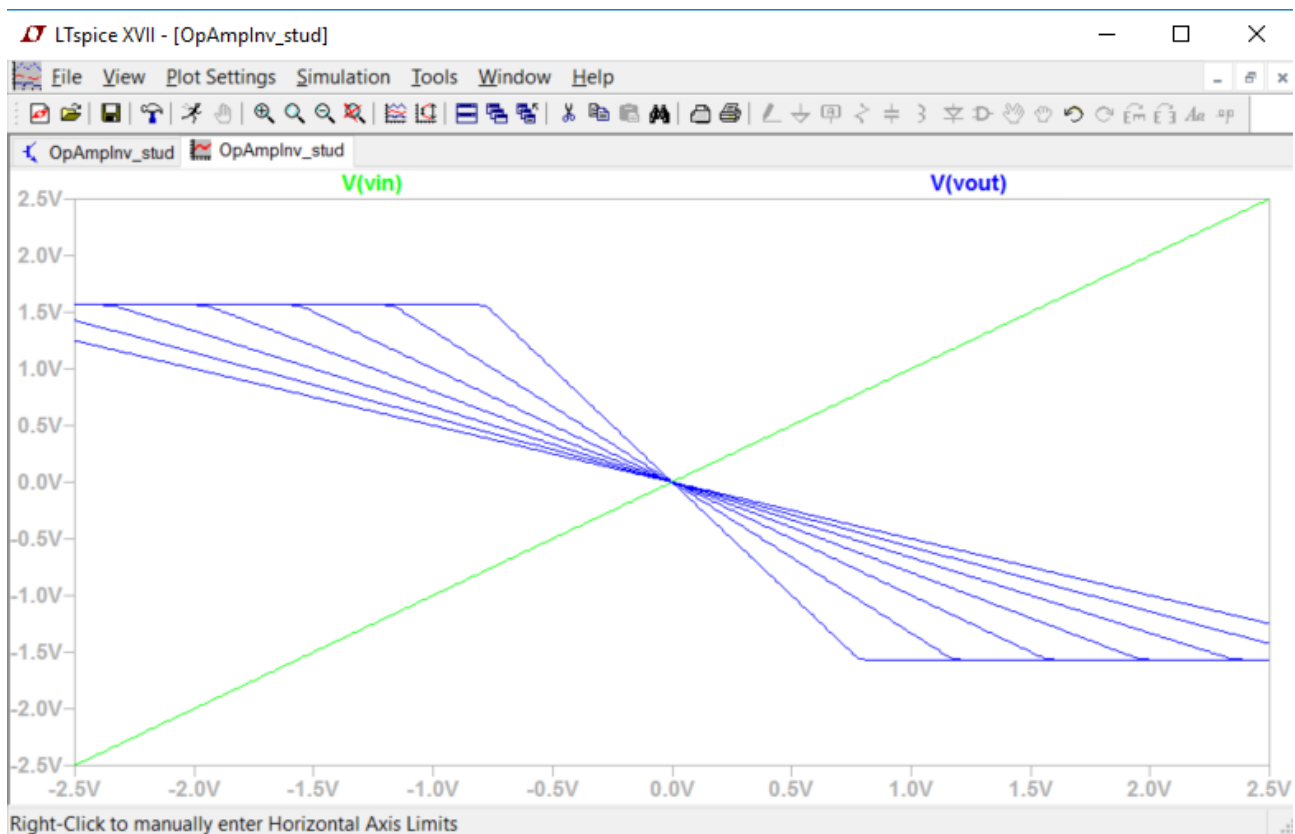 LTspice XVII - [OpAmpInv_stud]
File View Plot Settings Simulation Tools Window Help
Aa .op
OpAmpInv_stud OpAmpInv_stud
V(vin) V(vout)
2.5V
2.0V
1.5V
1.0V
0.5V
0.0V
-0.5V
-1.0V
-1.5V
-2.0V
-2.5V
-2.5V -2.0V -1.5V -1.0V -0.5V 0.0V 0.5V 1.0V 1.5V 2.0V 2.5V
Right-Click to manually enter Horizontal Axis Limits